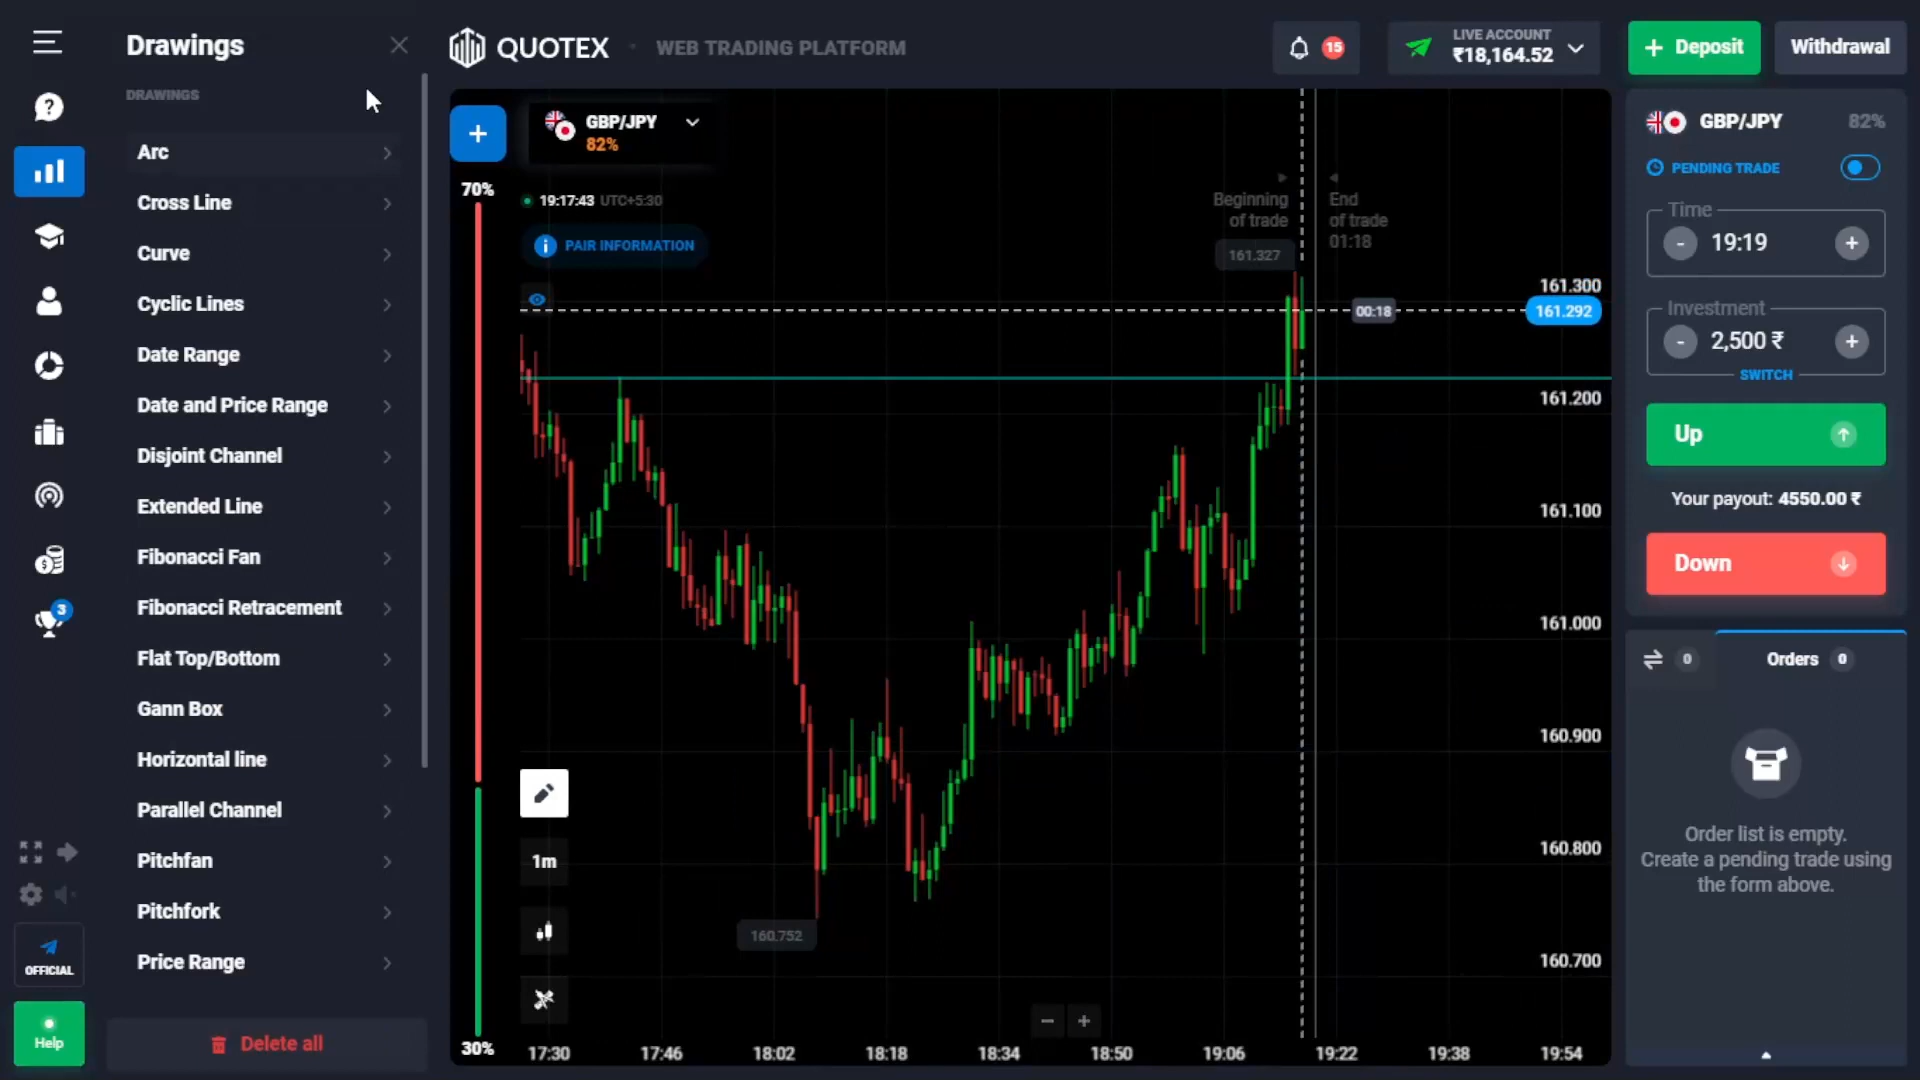 Drawings
DRAWINGS
Arc
Cross Line
Curve
Cyclic Lines
Date Range
Date and Price Range
Disjoint Channel
Extended Line
Fibonacci Fan
Fibonacci Retracement
Flat Top/Bottom
Gann Box
Horizontal line
Parallel Channel
Pitchfan
Pitchfork
Price Range
Delete all
3
OFFICIAL
Help
QUOTEX
WEB TRADING PLATFORM
15
LIVE ACCOUNT
₹18,164.52
+ Deposit
Withdrawal
+
GBP/JPY
82%
70%
19:17:43 UTC+5:30
PAIR INFORMATION
Beginning
of trade
End
of trade
01:18
161.327
161.300
00:18
161.292
161.200
161.100
161.000
160.900
160.800
160.700
160.752
1m
30%
17:30
17:46
18:02
18:18
18:34
18:50
19:06
19:22
19:38
19:54
GBP/JPY
82%
PENDING TRADE
Time
- 19:19 +
Investment
- 2,500 ₹ +
SWITCH
Up
Your payout: 4550.00 ₹
Down
0
Orders 0
Order list is empty.
Create a pending trade using
the form above.